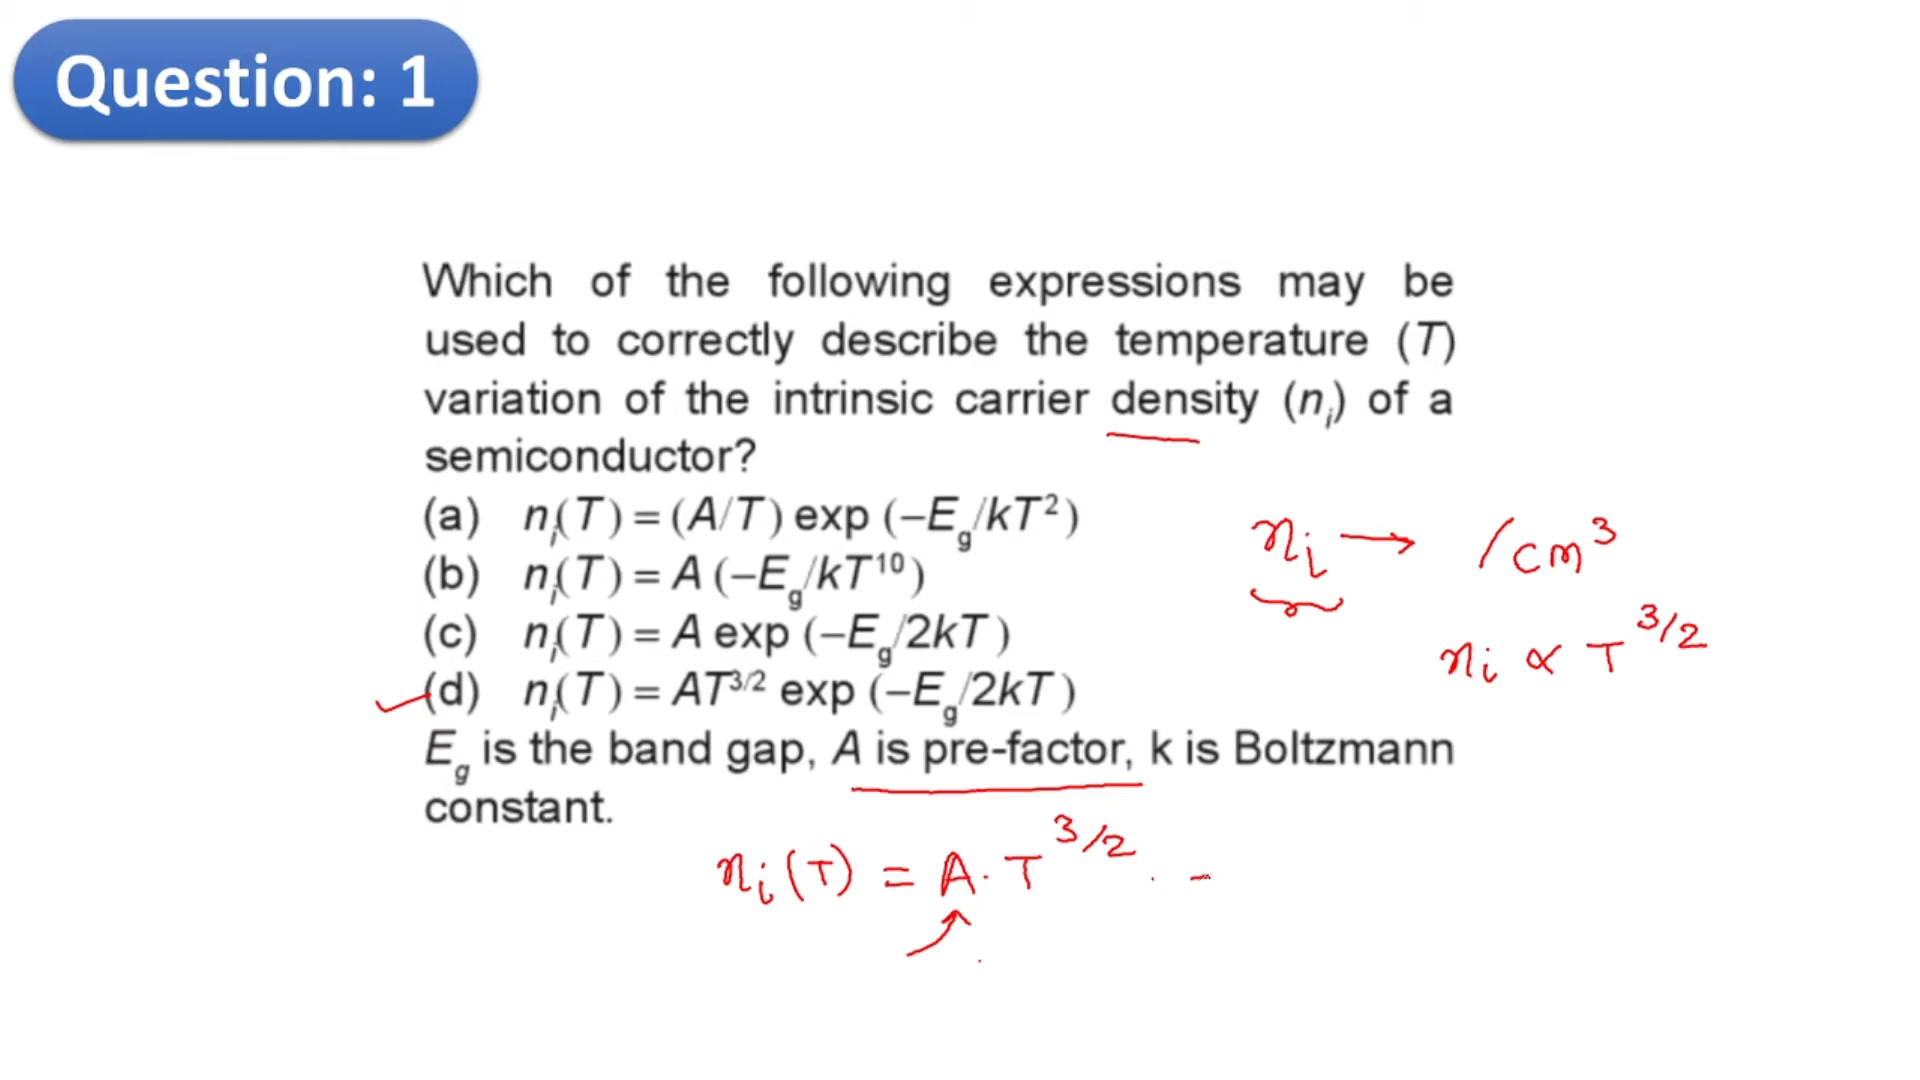 Question: 1
Which of the following expressions may be
used to correctly describe the temperature (T)
variation of the intrinsic carrier density (nᵢ) of a
semiconductor?
(a) nᵢ(T) = (A/T) exp (–E_g/kT²)
(b) nᵢ(T) = A (–E_g/kT¹⁰)
(c) nᵢ(T) = A exp (–E_g/2kT)
(d) nᵢ(T) = AT^3/2 exp (–E_g/2kT)
E_g is the band gap, A is pre-factor, k is Boltzmann
constant.
nᵢ → /cm³
nᵢ ∝ T^3/2
nᵢ(T) = A. T^3/2 . –